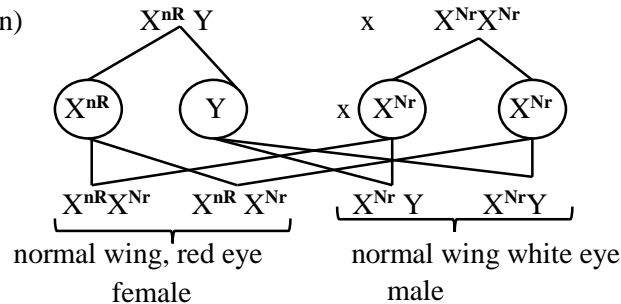 n) X^nR Y x X^Nr X^Nr
X^nR Y x X^Nr X^Nr
X^nR X^Nr X^nR X^Nr X^Nr Y X^Nr Y
normal wing, red eye normal wing white eye
female male